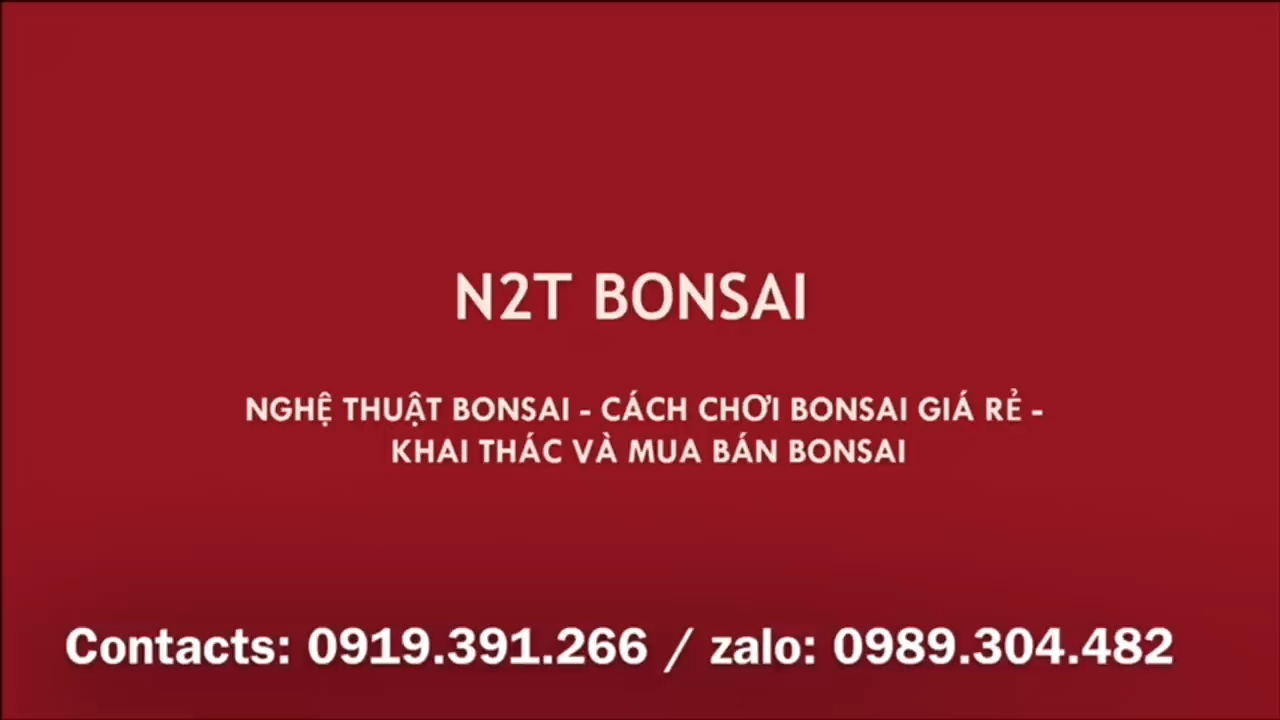 N2T BONSAI
NGHỆ THUẬT BONSAI - CÁCH CHƠI BONSAI GIÁ RẺ -
KHAI THÁC VÀ MUA BÁN BONSAI
Contacts: 0919.391.266 / zalo: 0989.304.482